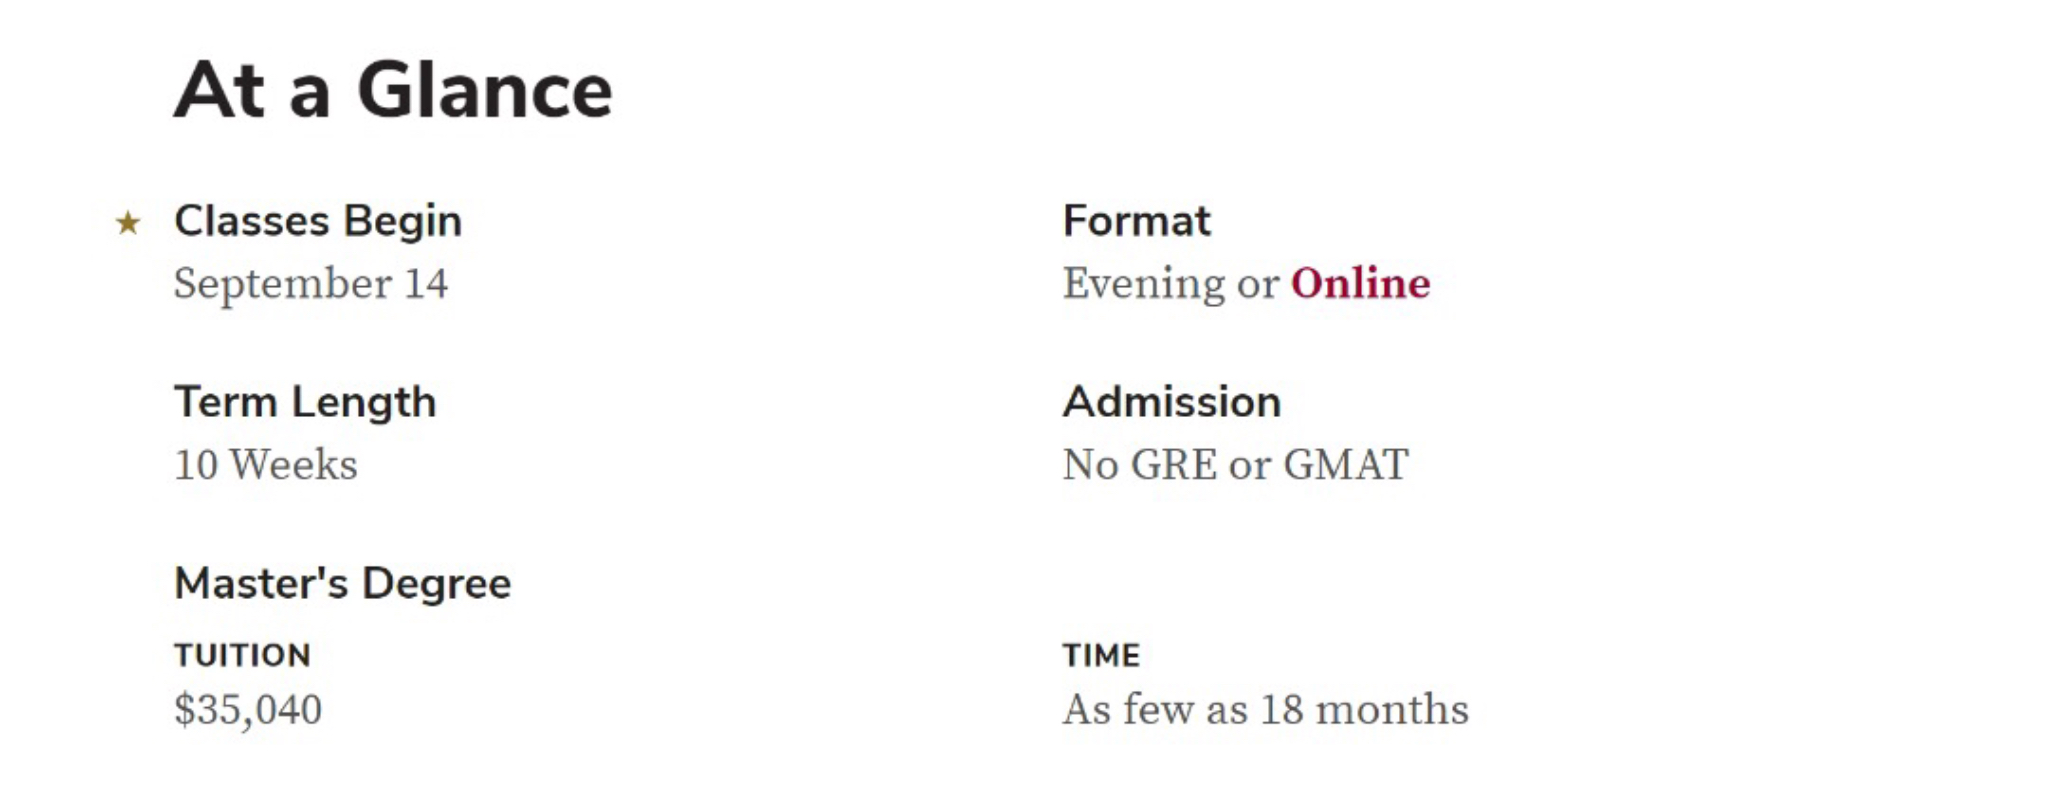 At a Glance
Classes Begin
September 14
Format
Evening or Online
Term Length
10 Weeks
Admission
No GRE or GMAT
Master's Degree
TUITION
$35,040
TIME
As few as 18 months